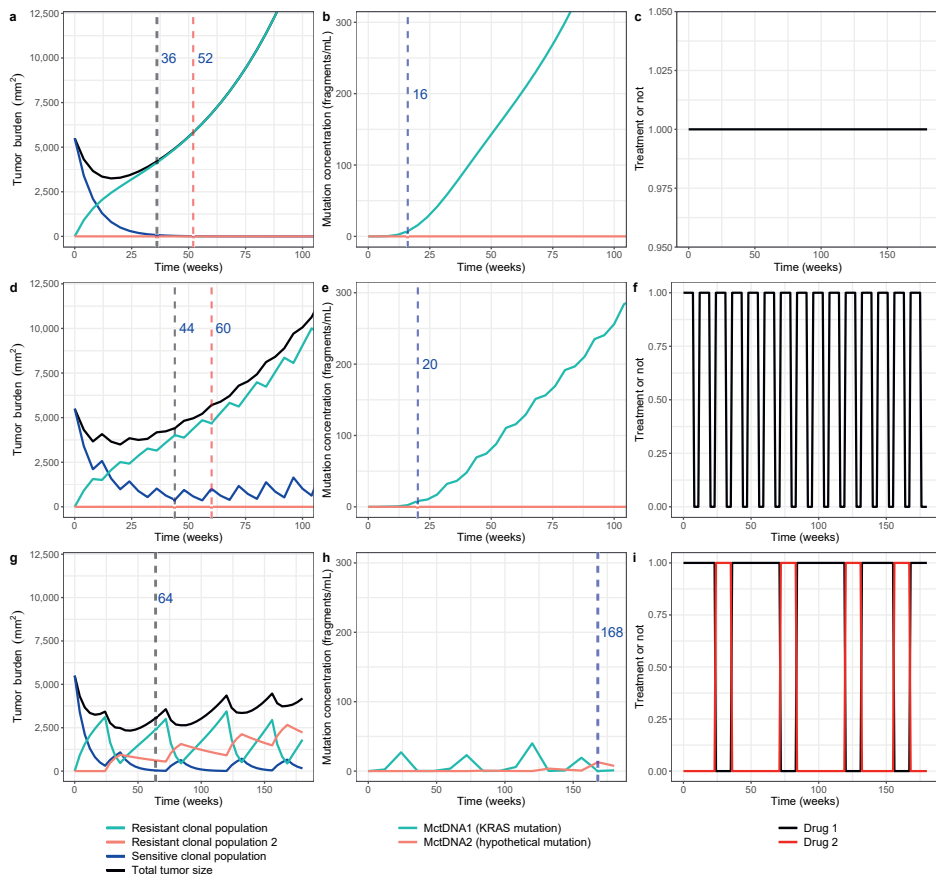 a
b
c
12,500
10,000
7,500
5,000
2,500
0
Tumor burden (mm²)
36
52
0
25
50
75
100
Time (weeks)
300
200
100
0
Mutation concentration (fragments/mL)
16
0
25
50
75
100
Time (weeks)
1.050
1.025
1.000
0.975
0.950
Treatment or not
0
50
100
150
Time (weeks)
d
e
f
12,500
10,000
7,500
5,000
2,500
0
Tumor burden (mm²)
44
60
0
25
50
75
100
Time (weeks)
300
200
100
0
Mutation concentration (fragments/mL)
20
0
25
50
75
100
Time (weeks)
1.00
0.75
0.50
0.25
0.00
Treatment or not
0
50
100
150
Time (weeks)
g
h
i
12,500
10,000
7,500
5,000
2,500
0
Tumor burden (mm²)
64
0
50
100
150
Time (weeks)
300
200
100
0
Mutation concentration (fragments/mL)
168
0
50
100
150
Time (weeks)
1.00
0.75
0.50
0.25
0.00
Treatment or not
0
50
100
150
Time (weeks)
Resistant clonal population
Resistant clonal population 2
Sensitive clonal population
Total tumor size
MctDNA1 (KRAS mutation)
MctDNA2 (hypothetical mutation)
Drug 1
Drug 2